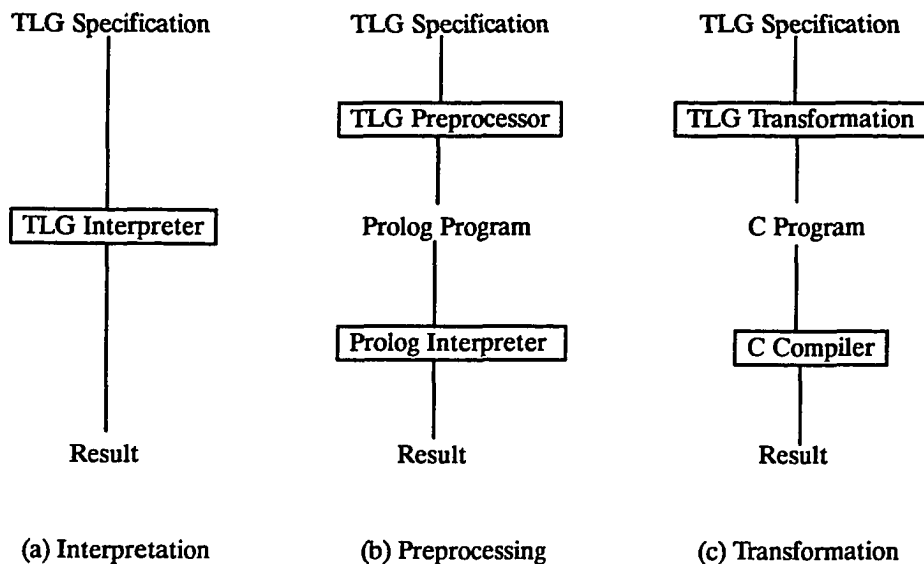 TLG Specification
TLG Specification
TLG Specification
TLG Preprocessor
TLG Transformation
TLG Interpreter
Prolog Program
C Program
Prolog Interpreter
C Compiler
Result
Result
Result
(a) Interpretation
(b) Preprocessing
(c) Transformation